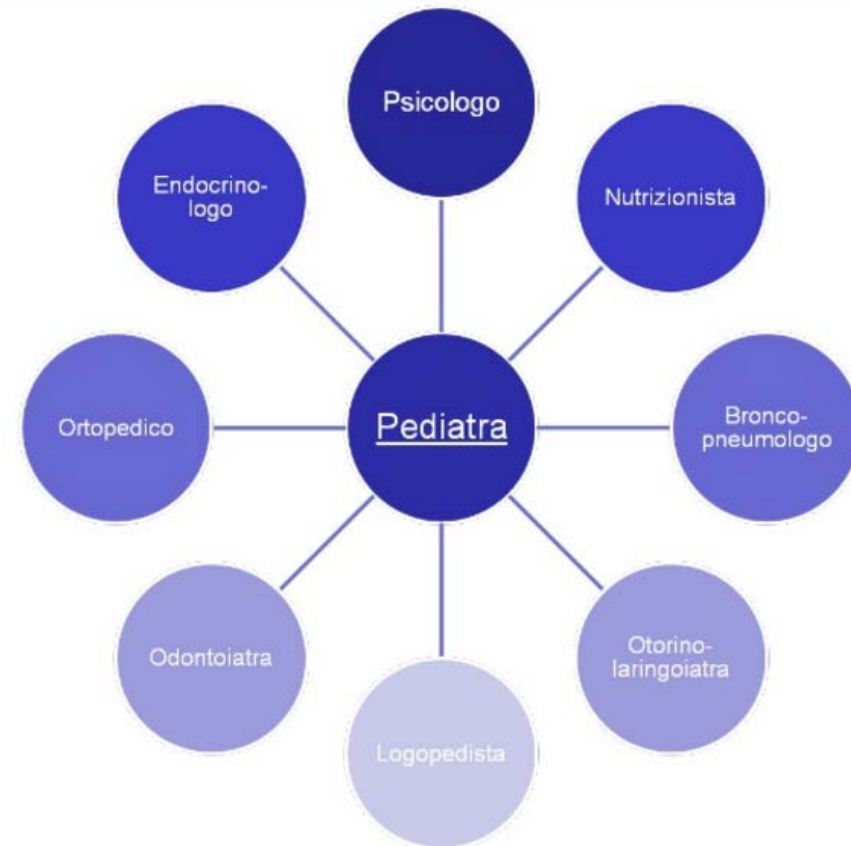 Psicologo
Endocrino-
logo
Nutrizionista
Ortopedico
Pediatra
Bronco-
pneumologo
Odontoiatra
Otorino-
laringoiatra
Logopedista